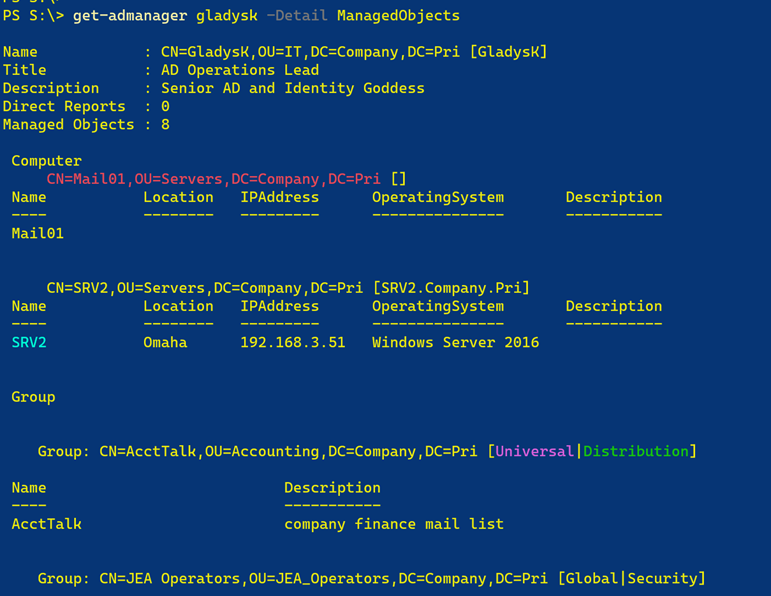 PS S:\> get-admanager gladysk -Detail ManagedObjects
Name : CN=GladysK,OU=IT,DC=Company,DC=Pri [GladysK]
Title : AD Operations Lead
Description : Senior AD and Identity Goddess
Direct Reports : 0
Managed Objects : 8
Computer
CN=Mail01,OU=Servers,DC=Company,DC=Pri []
Name Location IPAddress OperatingSystem Description
---- -------- --------- --------------- -----------
Mail01
CN=SRV2,OU=Servers,DC=Company,DC=Pri [SRV2.Company.Pri]
Name Location IPAddress OperatingSystem Description
---- -------- --------- --------------- -----------
SRV2 Omaha 192.168.3.51 Windows Server 2016
Group
Group: CN=AcctTalk,OU=Accounting,DC=Company,DC=Pri [Universal|Distribution]
Name Description
---- -----------
AcctTalk company finance mail list
Group: CN=JEA Operators,OU=JEA_Operators,DC=Company,DC=Pri [Global|Security]